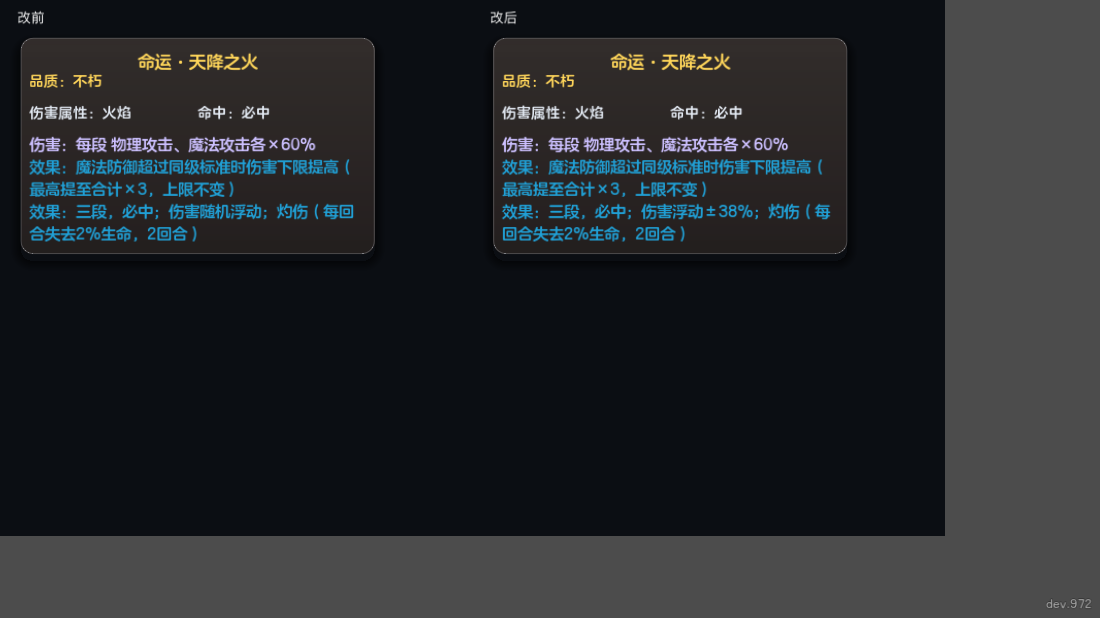 改前
命运·天降之火
品质：不朽
伤害属性：火焰 命中：必中
伤害：每段 物理攻击、魔法攻击各×60%
效果：魔法防御超过同级标准时伤害下限提高（
最高提至合计×3，上限不变）
效果：三段，必中；伤害随机浮动；灼伤（每回
合失去2%生命，2回合）
改后
命运·天降之火
品质：不朽
伤害属性：火焰 命中：必中
伤害：每段 物理攻击、魔法攻击各×60%
效果：魔法防御超过同级标准时伤害下限提高（
最高提至合计×3，上限不变）
效果：三段，必中；伤害浮动±38%；灼伤（每
回合失去2%生命，2回合）
dev.972